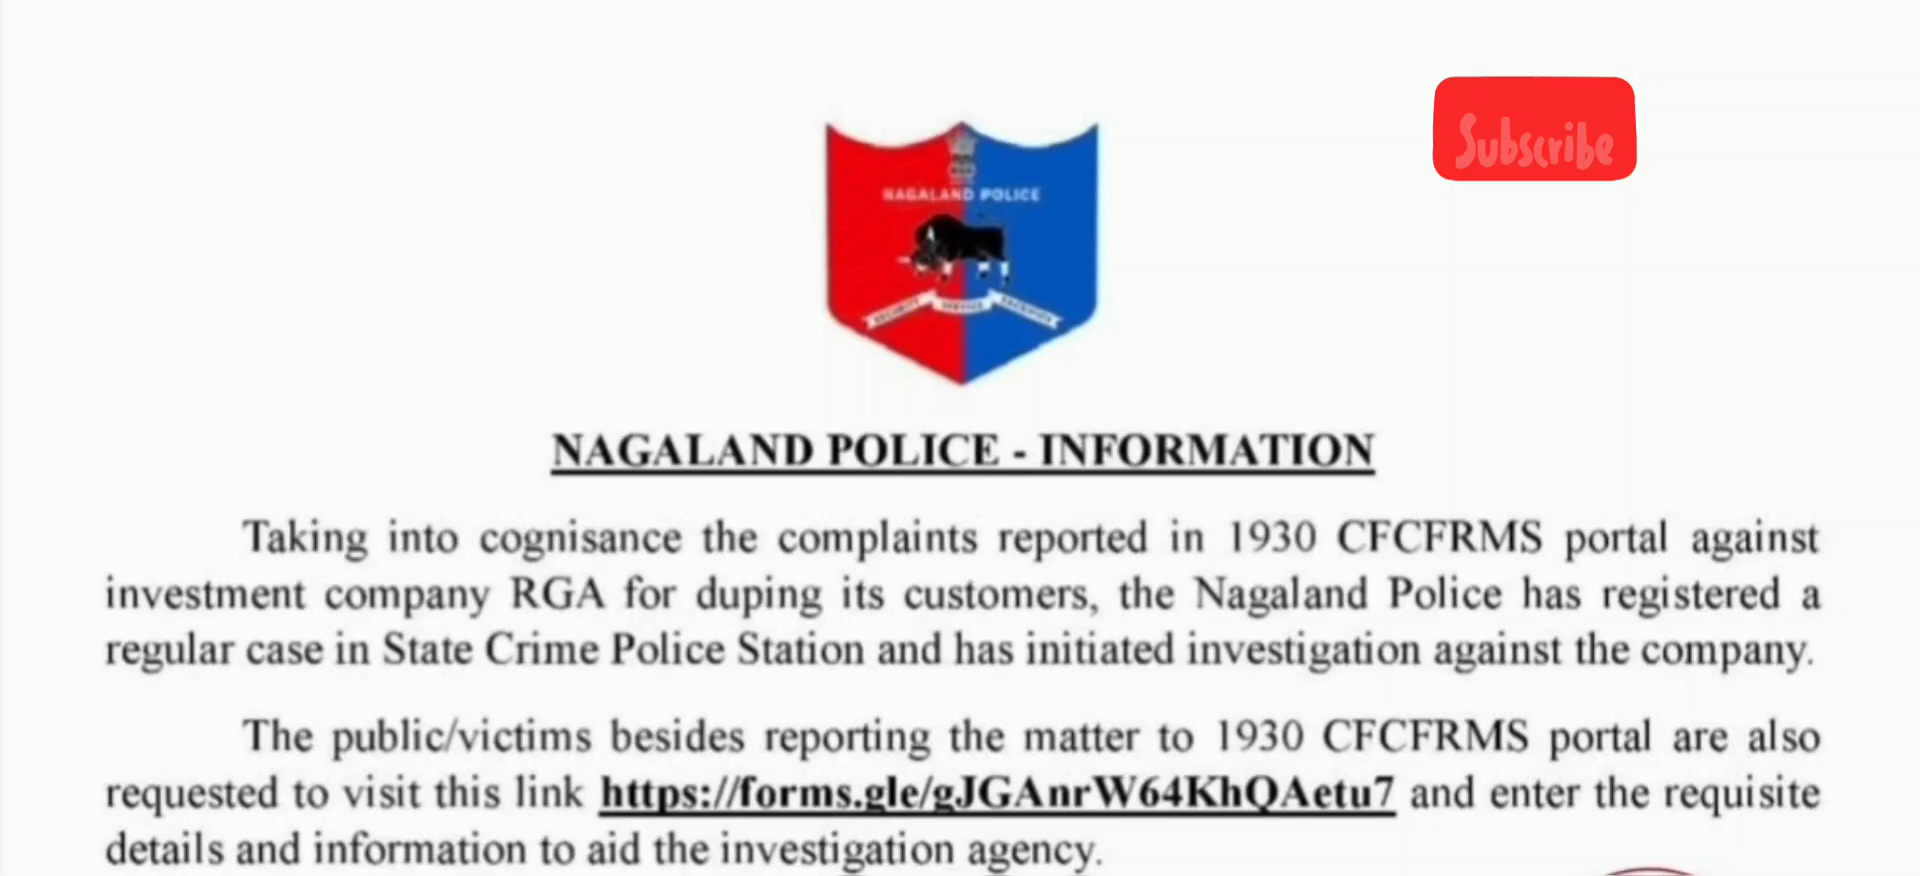 Subscribe
NAGALAND POLICE
SECURITY SERVICE SACRIFICE
NAGALAND POLICE - INFORMATION
Taking into cognisance the complaints reported in 1930 CFCFRMS portal against
investment company RGA for duping its customers, the Nagaland Police has registered a
regular case in State Crime Police Station and has initiated investigation against the company.
The public/victims besides reporting the matter to 1930 CFCFRMS portal are also
requested to visit this link https://forms.gle/gJGAnrW64KhQAetu7 and enter the requisite
details and information to aid the investigation agency.